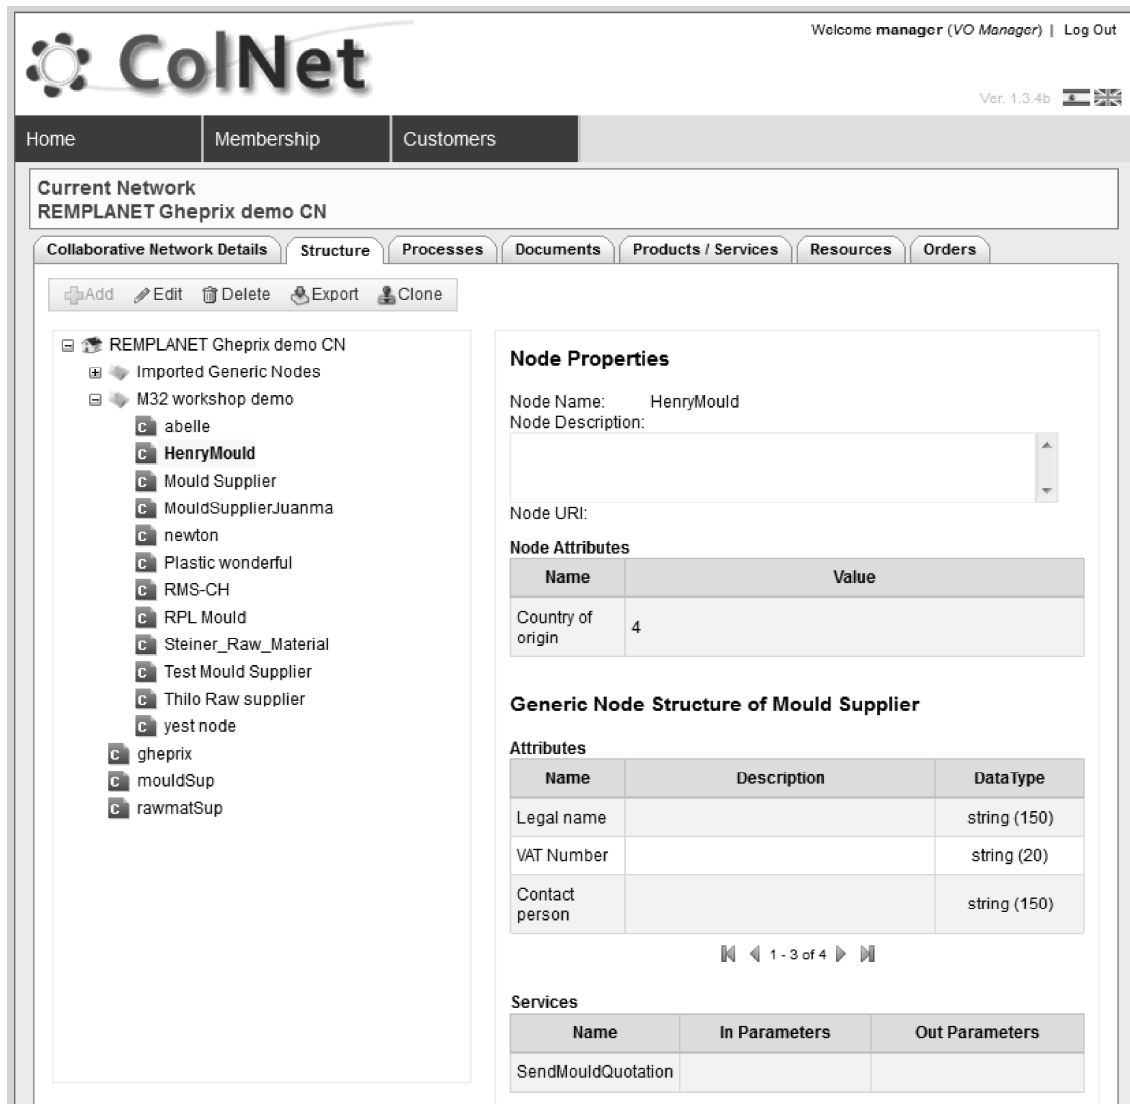 Welcome manager (VO Manager) | Log Out
ColNet
Ver. 1.3.4b
Home Membership Customers
Current Network
REMPLANET Gheprix demo CN
Collaborative Network Details Structure Processes Documents Products / Services Resources Orders
Add Edit Delete Export Clone
REMPLANET Gheprix demo CN
Imported Generic Nodes
M32 workshop demo
abelle
HenryMould
Mould Supplier
MouldSupplierJuanma
newton
Plastic wonderful
RMS-CH
RPL Mould
Steiner_Raw_Material
Test Mould Supplier
Thilo Raw supplier
yest node
gheprix
mouldSup
rawmatSup
Node Properties
Node Name: HenryMould
Node Description:
Node URI:
Node Attributes
Name Value
Country of
origin 4
Generic Node Structure of Mould Supplier
Attributes
Name Description DataType
Legal name string (150)
VAT Number string (20)
Contact
person string (150)
1 - 3 of 4
Services
Name In Parameters Out Parameters
SendMouldQuotation